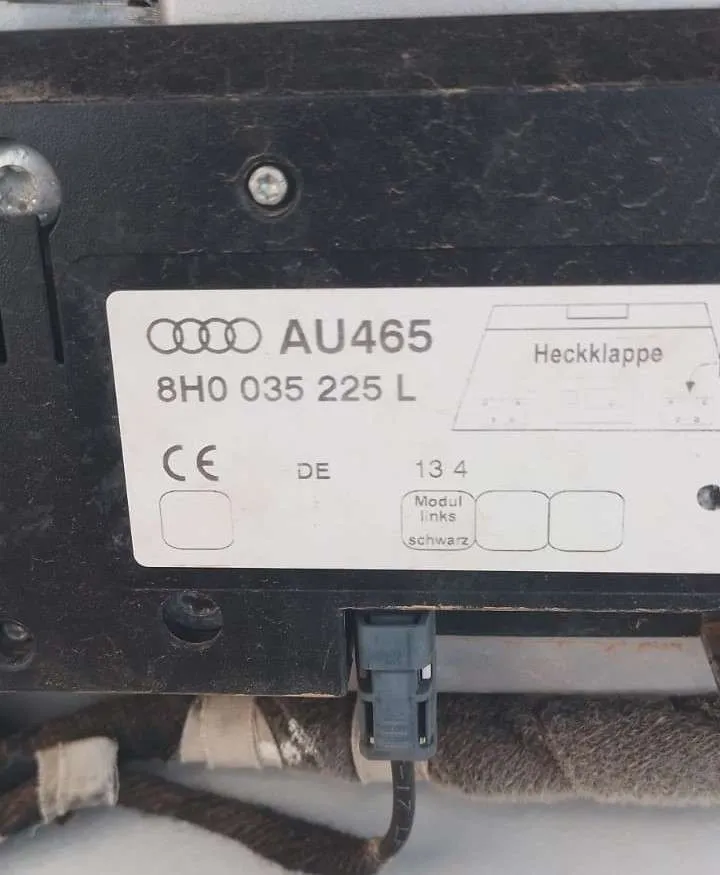 AU465
8H0 035 225 L
Heckklappe
CE
DE
13 4
Modul
links
schwarz